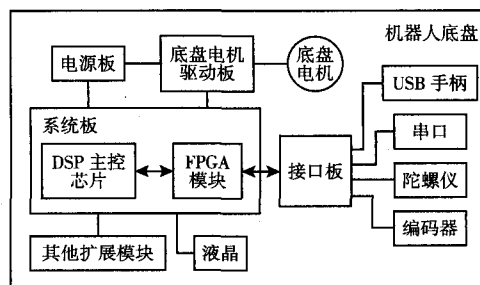 机器人底盘
电源板
底盘电机
驱动板
底盘
电机
USB 手柄
系统板
串口
DSP 主控
芯片
FPGA
模块
接口板
陀螺仪
编码器
其他扩展模块
液晶